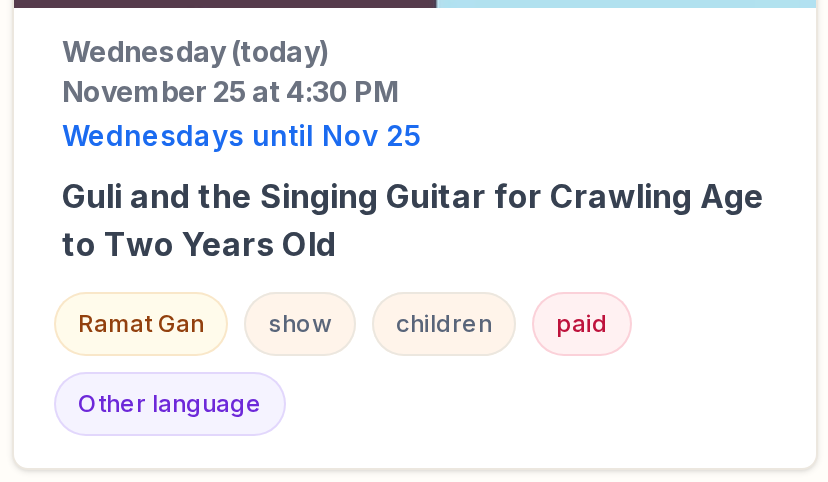 Wednesday (today)
November 25 at 4:30 PM
Wednesdays until Nov 25
Guli and the Singing Guitar for Crawling Age
to Two Years Old
Ramat Gan show children paid
Other language